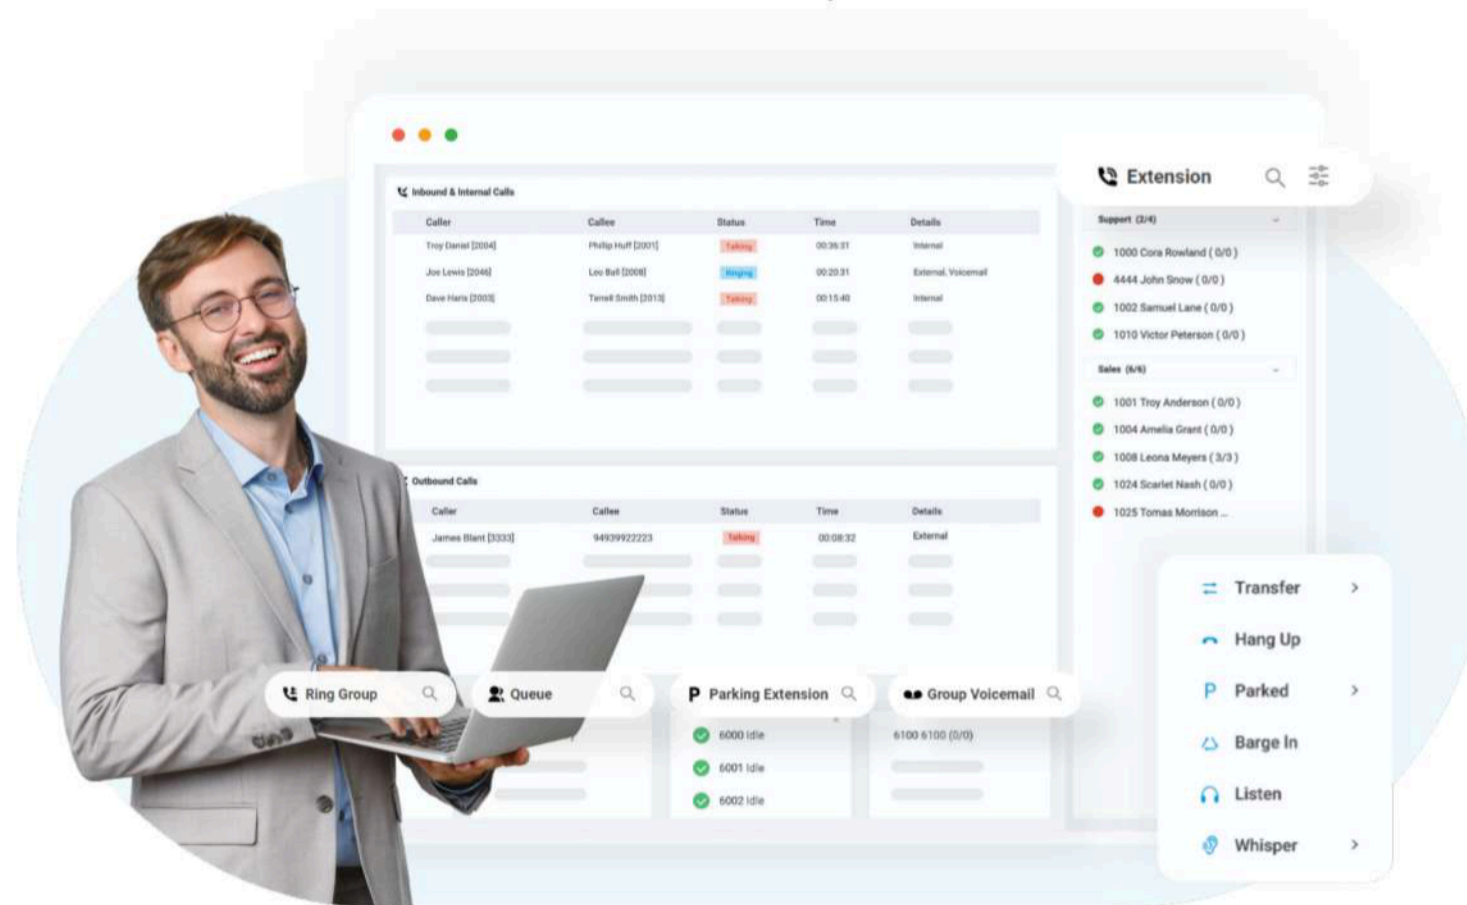 Extension
Inbound & Internal Calls
Caller Callee Status Time Details
Troy Daniel [2004] Phillip Huff [2001] Talking 00:36:31 Internal
Joe Lewis [2046] Leo Ball [2008] Ringing 00:20:31 External, Voicemail
Dave Haris [2003] Terrell Smith [2013] Talking 00:15:40 Internal
Support (2/4)
1000 Cora Rowland ( 0/0 )
4444 John Snow ( 0/0 )
1002 Samuel Lane ( 0/0 )
1010 Victor Peterson ( 0/0 )
Sales (6/6)
1001 Troy Anderson ( 0/0 )
1004 Amelia Grant ( 0/0 )
1008 Leona Meyers ( 3/3 )
1024 Scarlet Nash ( 0/0 )
1025 Tomas Morrison ...
Outbound Calls
Caller Callee Status Time Details
James Blant [3333] 94939922223 Talking 00:08:32 External
Transfer
Hang Up
P Parked
Barge In
Listen
Whisper
Ring Group
Queue
P Parking Extension
6000 Idle
6001 Idle
6002 Idle
Group Voicemail
6100 6100 (0/0)